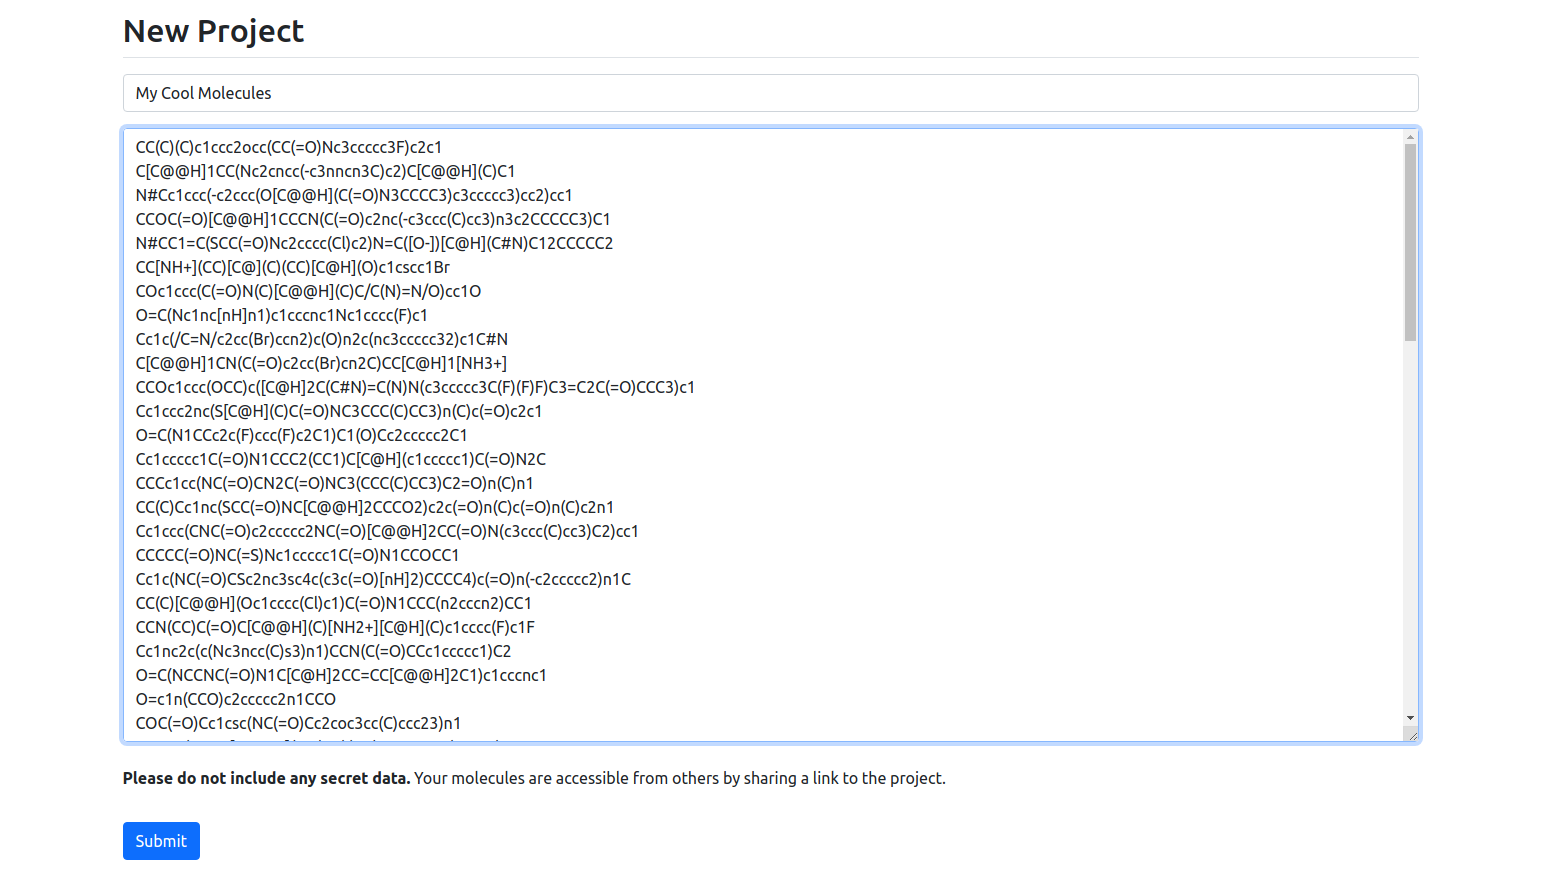 New Project
My Cool Molecules
CC(C)(C)c1ccc2occ(CC(=O)Nc3ccccc3F)c2c1
C[C@@H]1CC(Nc2cncc(-c3nncn3C)c2)C[C@@H](C)C1
N#Cc1ccc(-c2ccc(O[C@@H](C(=O)N3CCCC3)c3ccccc3)cc2)cc1
CCOC(=O)[C@@H]1CCCN(C(=O)c2nc(-c3ccc(C)cc3)n3c2CCCCC3)C1
N#CC1=C(SCC(=O)Nc2cccc(Cl)c2)N=C([O-])[C@H](C#N)C12CCCCC2
CC[NH+](CC)[C@](C)(CC)[C@H](O)c1cscc1Br
COc1ccc(C(=O)N(C)[C@@H](C)C/C(N)=N/O)cc1O
O=C(Nc1nc[nH]n1)c1cccnc1Nc1cccc(F)c1
Cc1c(/C=N/c2cc(Br)ccn2)c(O)n2c(nc3ccccc32)c1C#N
C[C@@H]1CN(C(=O)c2cc(Br)cn2C)CC[C@H]1[NH3+]
CCOc1ccc(OCC)c([C@H]2C(C#N)=C(N)N(c3ccccc3C(F)(F)F)C3=C2C(=O)CCC3)c1
Cc1ccc2nc(S[C@H](C)C(=O)NC3CCC(C)CC3)n(C)c(=O)c2c1
O=C(N1CCc2c(F)ccc(F)c2C1)C1(O)Cc2ccccc2C1
Cc1ccccc1C(=O)N1CCC2(CC1)C[C@H](c1ccccc1)C(=O)N2C
CCCc1cc(NC(=O)CN2C(=O)NC3(CCC(C)CC3)C2=O)n(C)n1
CC(C)Cc1nc(SCC(=O)NC[C@@H]2CCCO2)c2c(=O)n(C)c(=O)n(C)c2n1
Cc1ccc(CNC(=O)c2ccccc2NC(=O)[C@@H]2CC(=O)N(c3ccc(C)cc3)C2)cc1
CCCCC(=O)NC(=S)Nc1ccccc1C(=O)N1CCOCC1
Cc1c(NC(=O)CSc2nc3sc4c(c3c(=O)[nH]2)CCCC4)c(=O)n(-c2ccccc2)n1C
CC(C)[C@@H](Oc1cccc(Cl)c1)C(=O)N1CCC(n2cccn2)CC1
CCN(CC)C(=O)C[C@@H](C)[NH2+][C@H](C)c1cccc(F)c1F
Cc1nc2c(c(Nc3ncc(C)s3)n1)CCN(C(=O)CCc1ccccc1)C2
O=C(NCCNC(=O)N1C[C@H]2CC=CC[C@@H]2C1)c1cccnc1
O=c1n(CCO)c2ccccc2n1CCO
COC(=O)Cc1csc(NC(=O)Cc2coc3cc(C)ccc23)n1
Please do not include any secret data. Your molecules are accessible from others by sharing a link to the project.
Submit